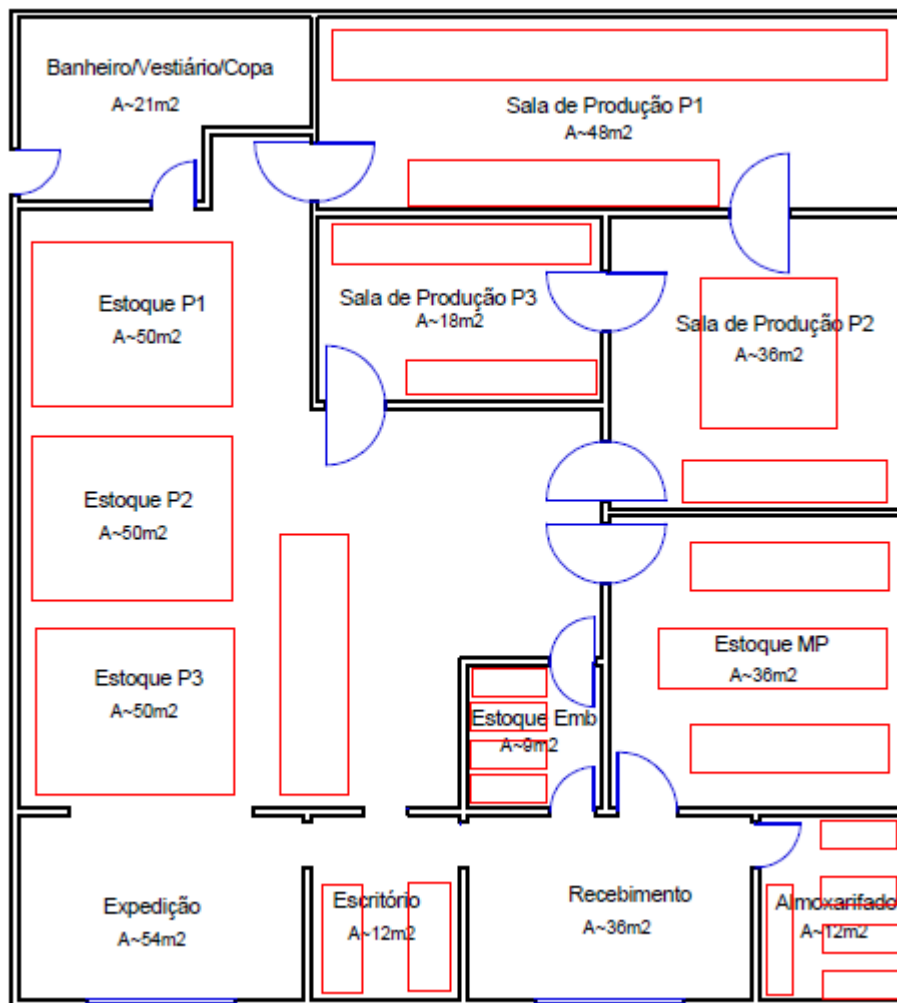 Banheiro/Vestiário/Copa
A~21m2
Sala de Produção P1
A~48m2
Estoque P1
A~50m2
Sala de Produção P3
A~18m2
Sala de Produção P2
A~36m2
Estoque P2
A~50m2
Estoque P3
A~50m2
Estoque MP
A~36m2
Estoque Emb
A~9m2
Expedição
A~54m2
Escritório
A~12m2
Recebimento
A~36m2
Almoxarifado
A~12m2